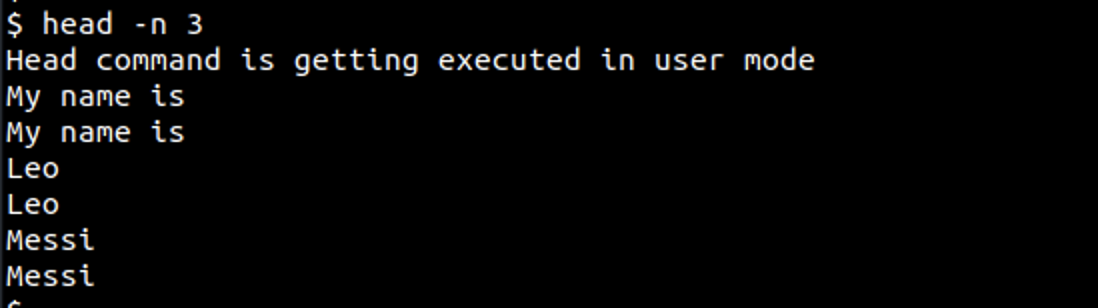 $ head -n 3
Head command is getting executed in user mode
My name is
My name is
Leo
Leo
Messi
Messi
$